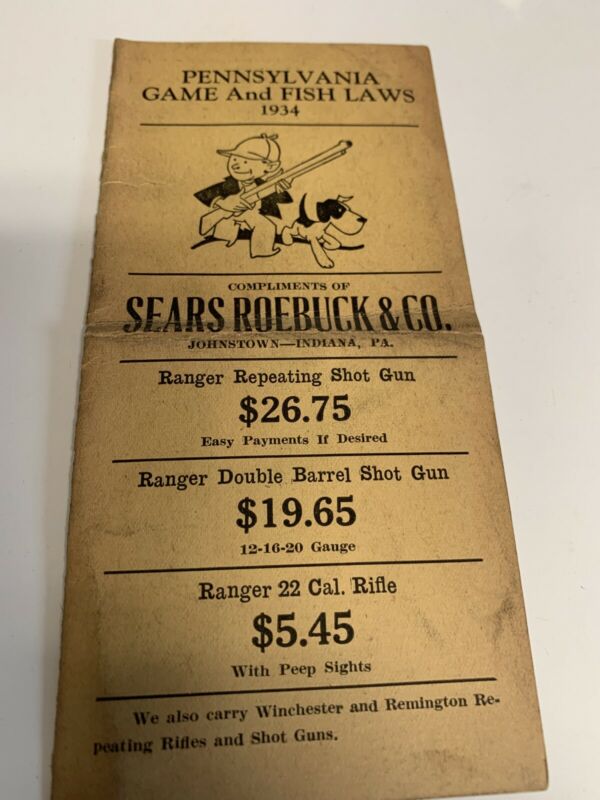 PENNSYLVANIA
GAME And FISH LAWS
1934
COMPLIMENTS OF
SEARS ROEBUCK & CO.
JOHNSTOWN—INDIANA, PA.
Ranger Repeating Shot Gun
$26.75
Easy Payments If Desired
Ranger Double Barrel Shot Gun
$19.65
12-16-20 Gauge
Ranger 22 Cal. Rifle
$5.45
With Peep Sights
We also carry Winchester and Remington Re-
peating Rifles and Shot Guns.